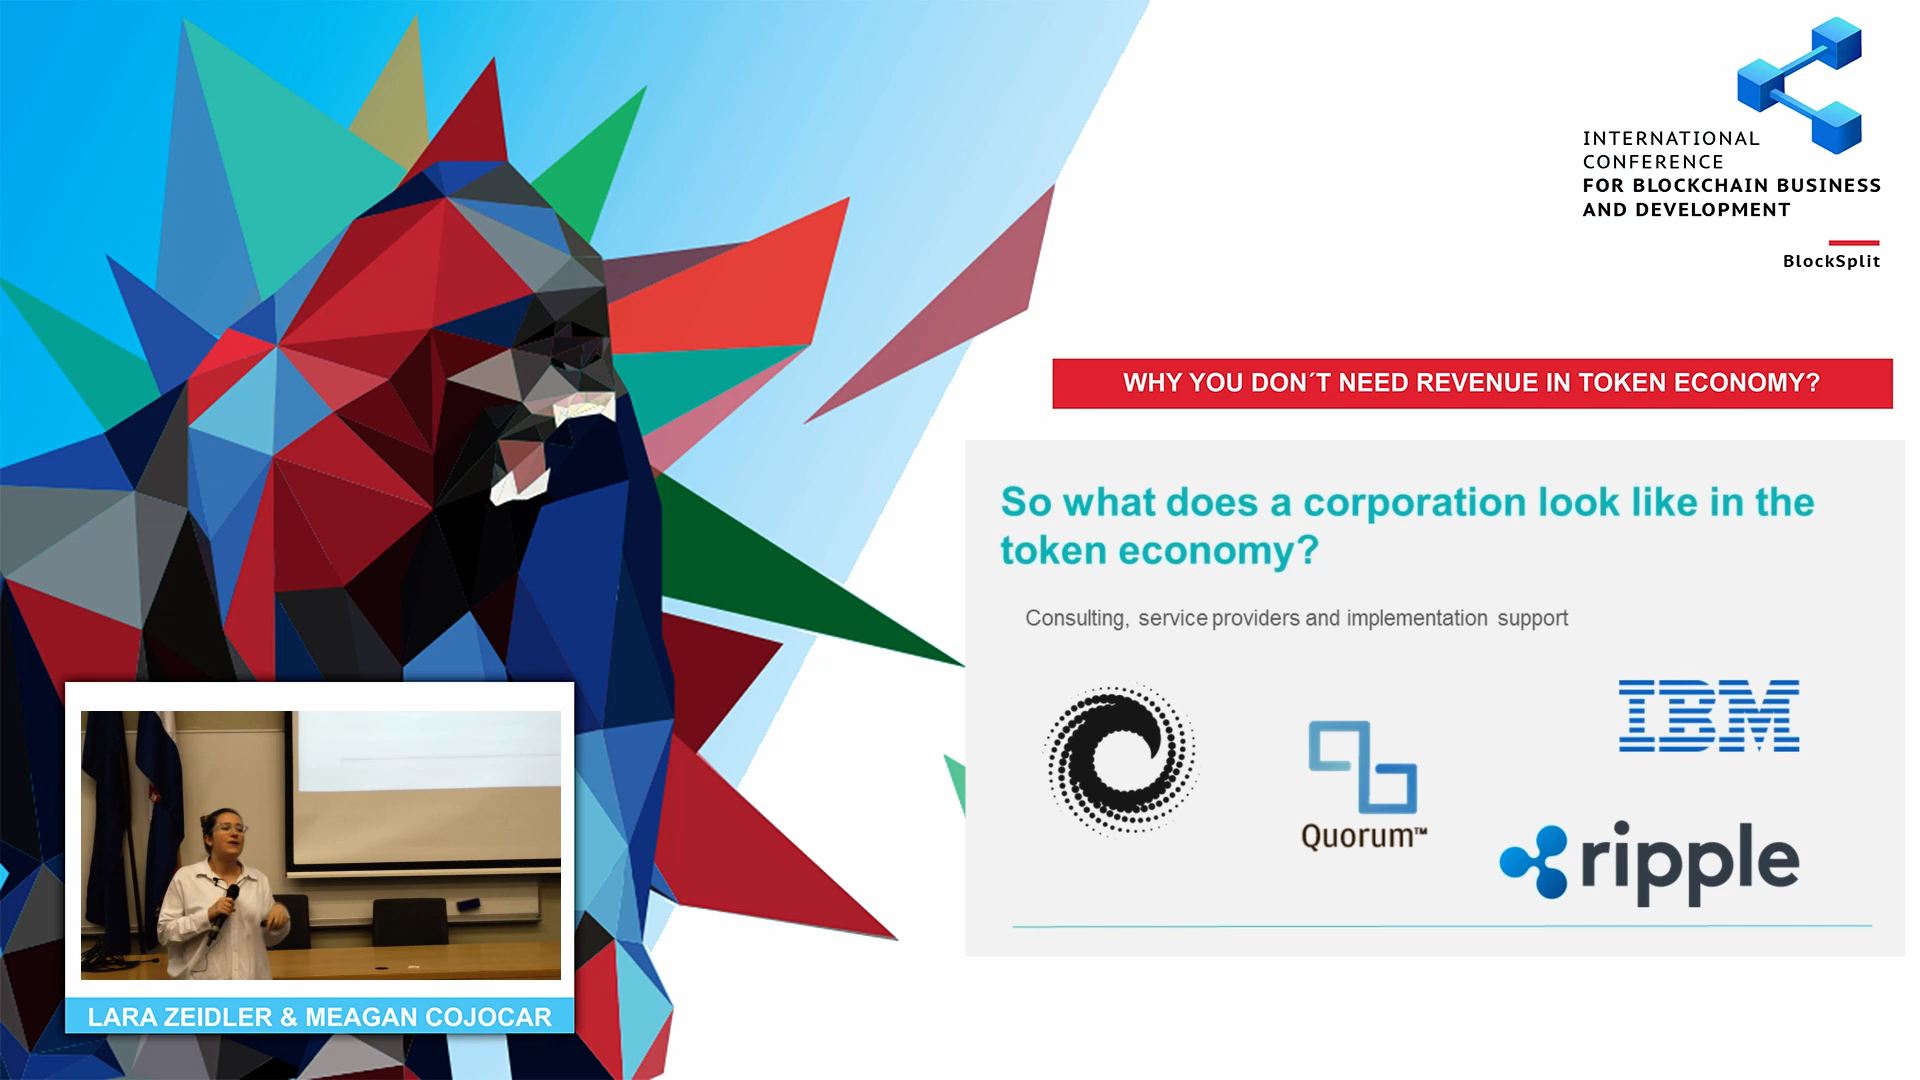 INTERNATIONAL
CONFERENCE
FOR BLOCKCHAIN BUSINESS
AND DEVELOPMENT
BlockSplit
WHY YOU DON´T NEED REVENUE IN TOKEN ECONOMY?
So what does a corporation look like in the
token economy?
Consulting, service providers and implementation support
IBM
Quorum™
ripple
LARA ZEIDLER & MEAGAN COJOCAR